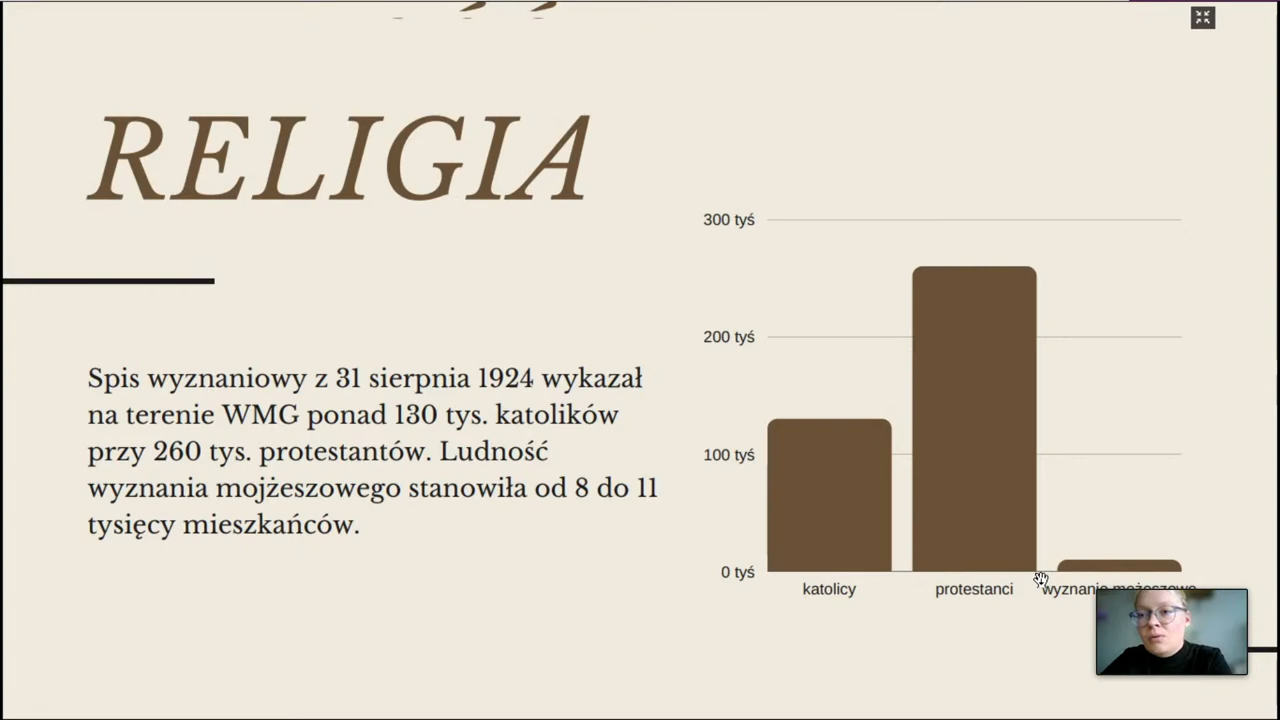 RELIGIA
Spis wyznaniowy z 31 sierpnia 1924 wykazał
na terenie WMG ponad 130 tys. katolików
przy 260 tys. protestantów. Ludność
wyznania mojżeszowego stanowiła od 8 do 11
tysięcy mieszkańców.
300 tyś
200 tyś
100 tyś
0 tyś
katolicy
protestanci
wyznanie